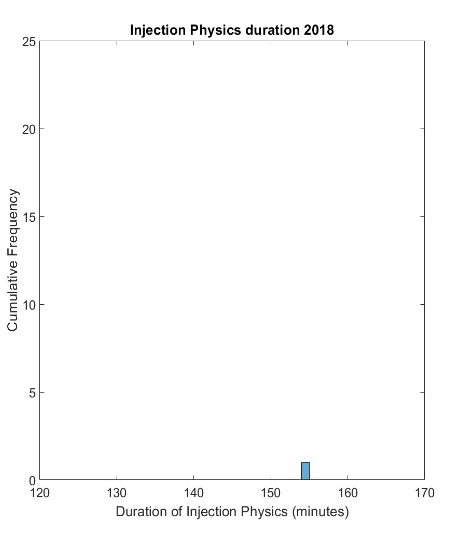 Injection Physics duration 2018
25
20
15
10
5
0
Cumulative Frequency
120 130 140 150 160 170
Duration of Injection Physics (minutes)